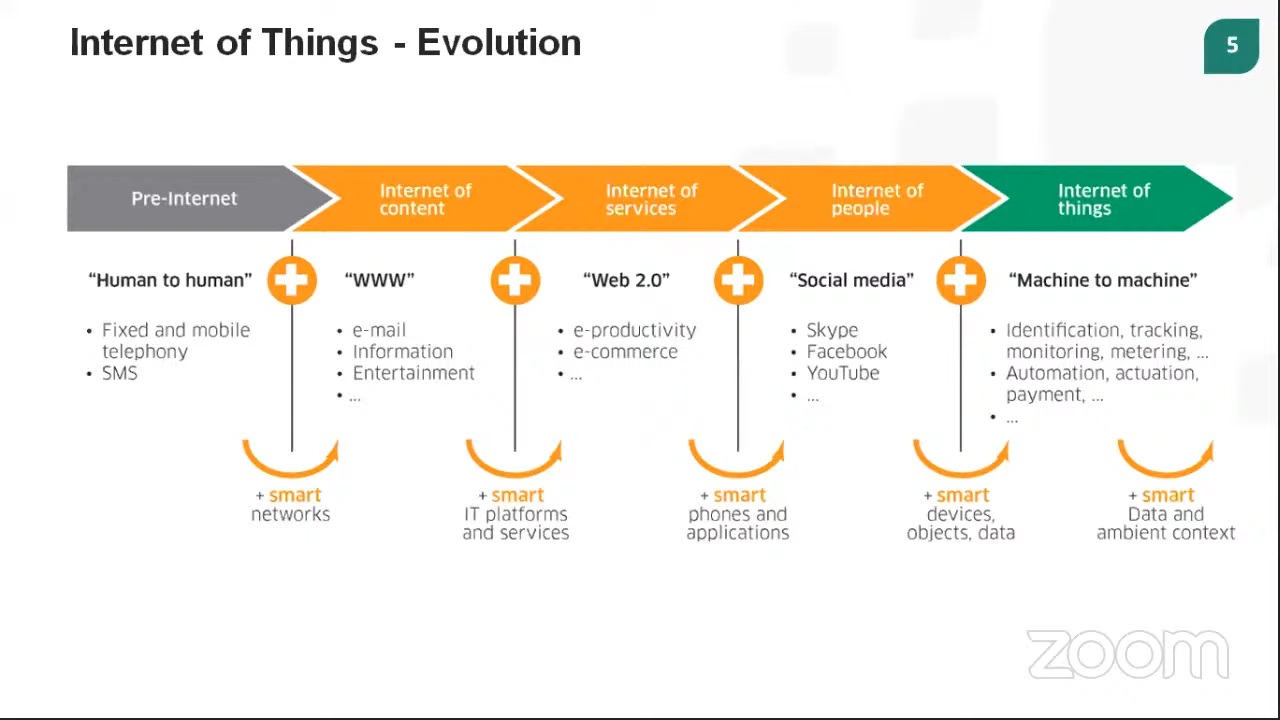 Internet of Things - Evolution
5
Pre-Internet
Internet of
content
Internet of
services
Internet of
people
Internet of
things
“Human to human”
• Fixed and mobile
telephony
• SMS
“WWW”
• e-mail
• Information
• Entertainment
• ...
“Web 2.0”
• e-productivity
• e-commerce
• ...
“Social media”
• Skype
• Facebook
• YouTube
• ...
“Machine to machine”
• Identification, tracking,
monitoring, metering, ...
• Automation, actuation,
payment, ...
• ...
+ smart
networks
+ smart
IT platforms
and services
+ smart
phones and
applications
+ smart
devices,
objects, data
+ smart
Data and
ambient context
zoom